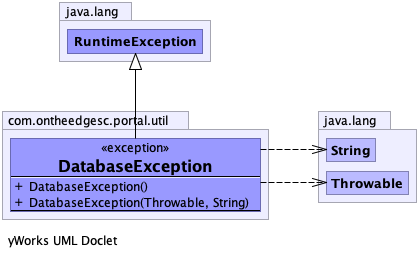 java.lang
RuntimeException
com.ontheedgesc.portal.util
«exception»
DatabaseException
+ DatabaseException()
+ DatabaseException(Throwable, String)
java.lang
String
Throwable
yWorks UML Doclet